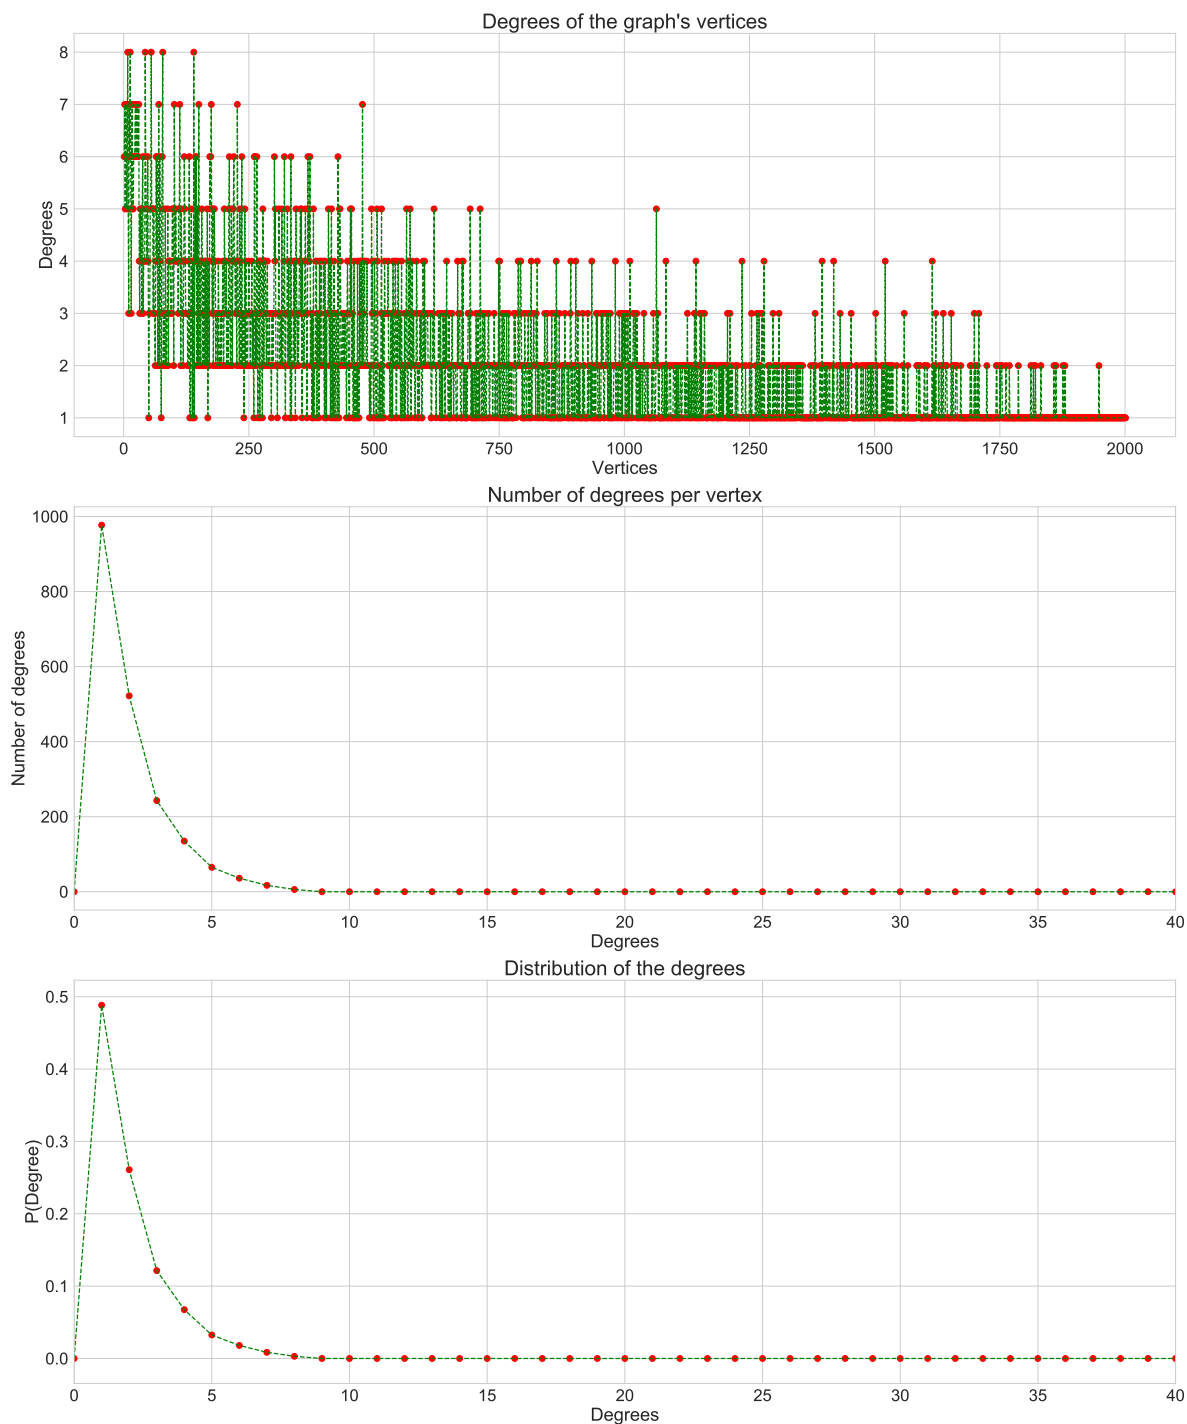 Degrees of the graph's vertices
Degrees
8
7
6
5
4
3
2
1
0 250 500 750 1000 1250 1500 1750 2000
Vertices
Number of degrees per vertex
Number of degrees
1000
800
600
400
200
0
0 5 10 15 20 25 30 35 40
Degrees
Distribution of the degrees
P(Degree)
0.5
0.4
0.3
0.2
0.1
0.0
0 5 10 15 20 25 30 35 40
Degrees